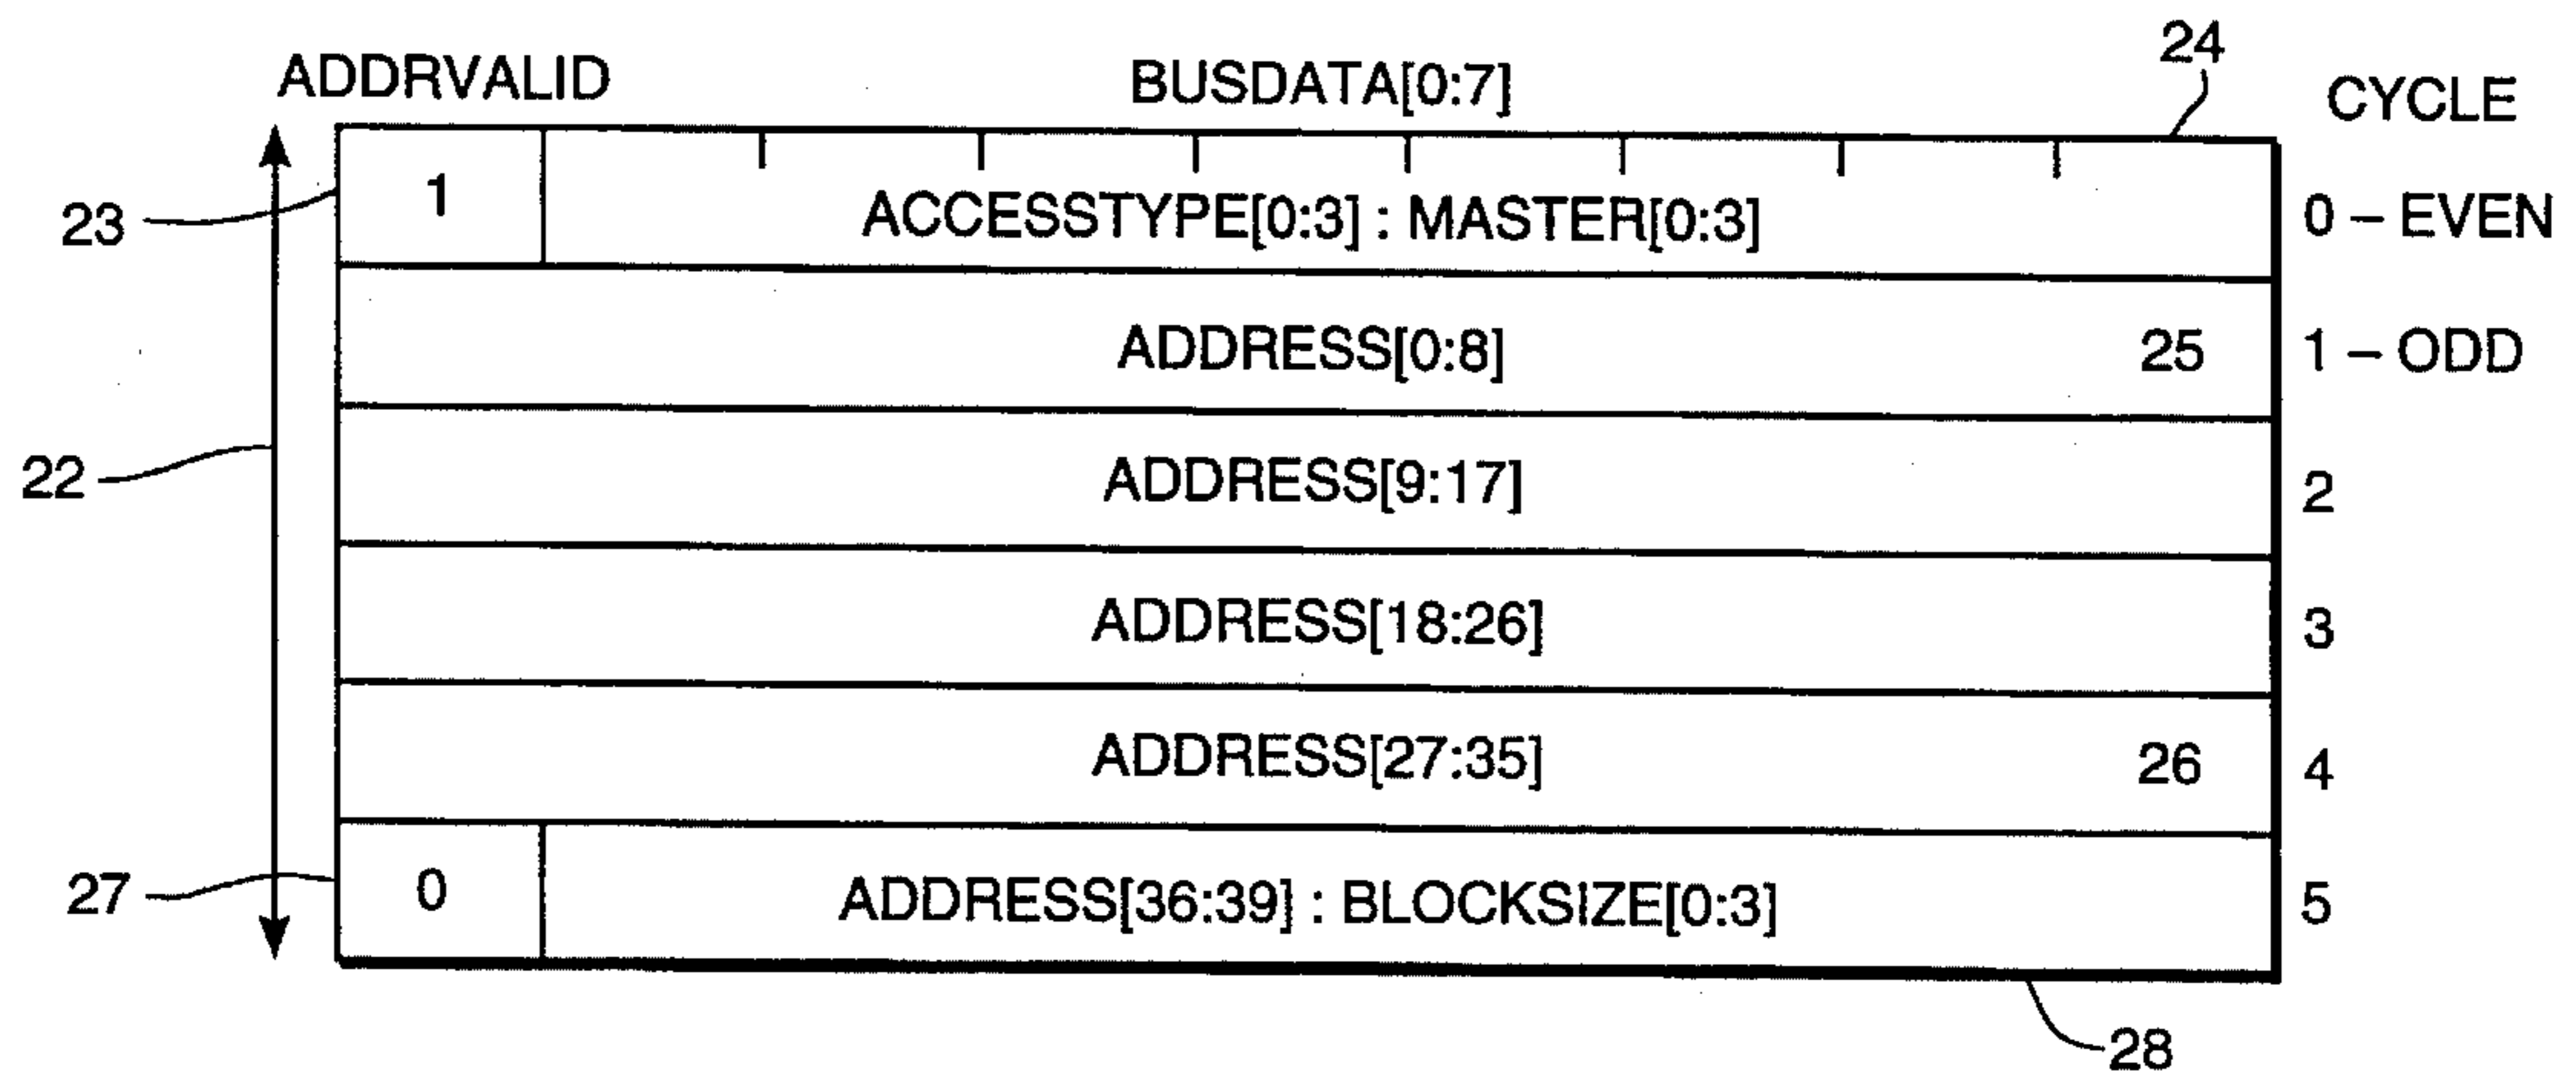 24
ADDRVALID BUSDATA[0:7] CYCLE
23 1 ACCESSTYPE[0:3] : MASTER[0:3] 0 – EVEN
ADDRESS[0:8] 25 1 – ODD
22 ADDRESS[9:17] 2
ADDRESS[18:26] 3
ADDRESS[27:35] 26 4
27 0 ADDRESS[36:39] : BLOCKSIZE[0:3] 5
28